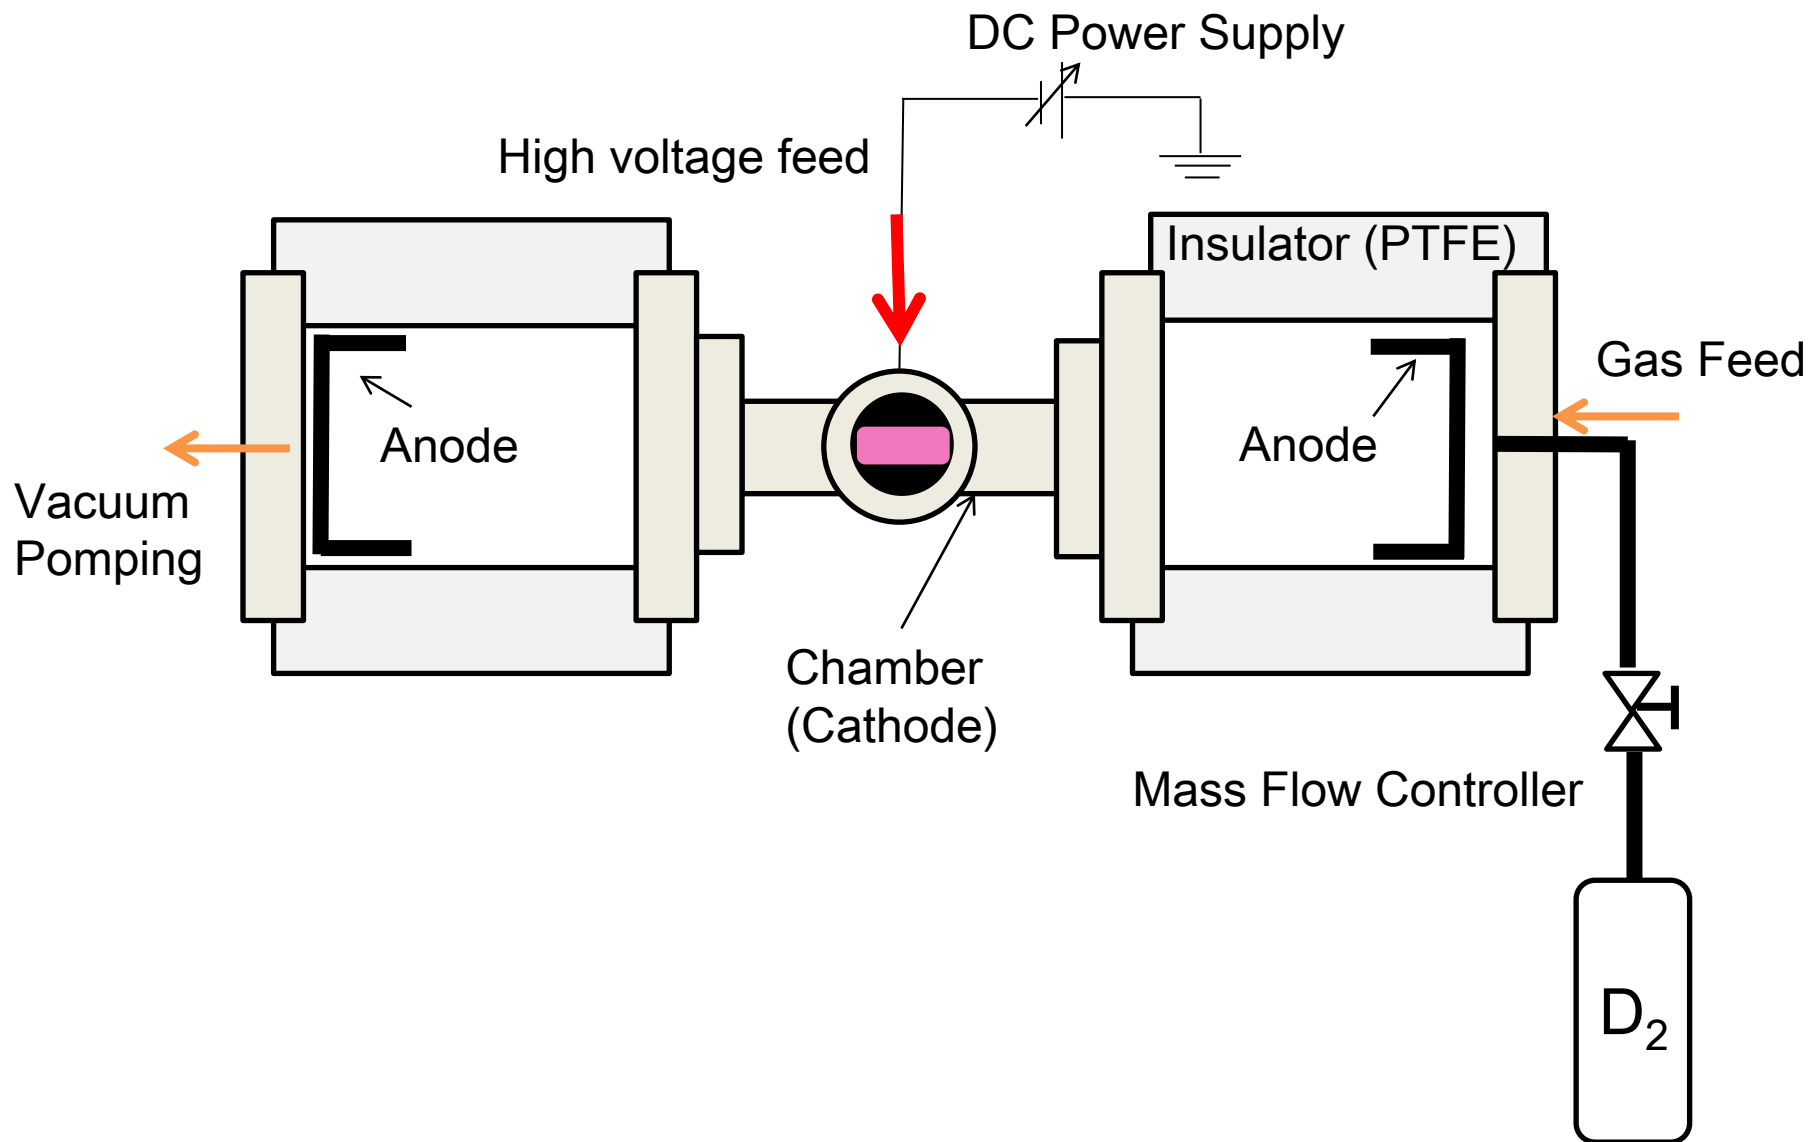 DC Power Supply
High voltage feed
Insulator (PTFE)
Gas Feed
Anode
Anode
Vacuum
Pomping
Chamber
(Cathode)
Mass Flow Controller
D₂